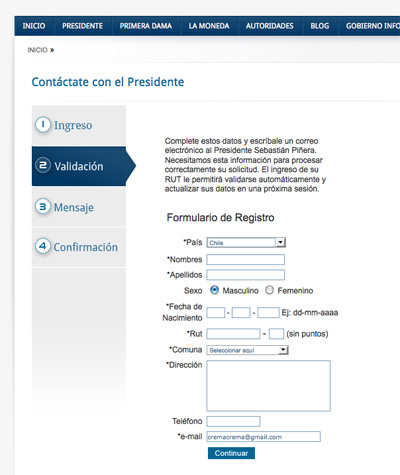 INICIO PRESIDENTE PRIMERA DAMA LA MONEDA AUTORIDADES BLOG GOBIERNO INFO
INICIO »
Contáctate con el Presidente
1 Ingreso
2 Validación
3 Mensaje
4 Confirmación
Complete estos datos y escríbale un correo
electrónico al Presidente Sebastián Piñera.
Necesitamos esta información para procesar
correctamente su solicitud. El ingreso de su
RUT le permitirá validarse automáticamente y
actualizar sus datos en una próxima sesión.
Formulario de Registro
*País Chile
*Nombres
*Apellidos
Sexo Masculino Femenino
*Fecha de
Nacimiento - - Ej: dd-mm-aaaa
*Rut - (sin puntos)
*Comuna Seleccionar aquí
*Dirección
Teléfono
*e-mail cremacrema@gmail.com
Continuar